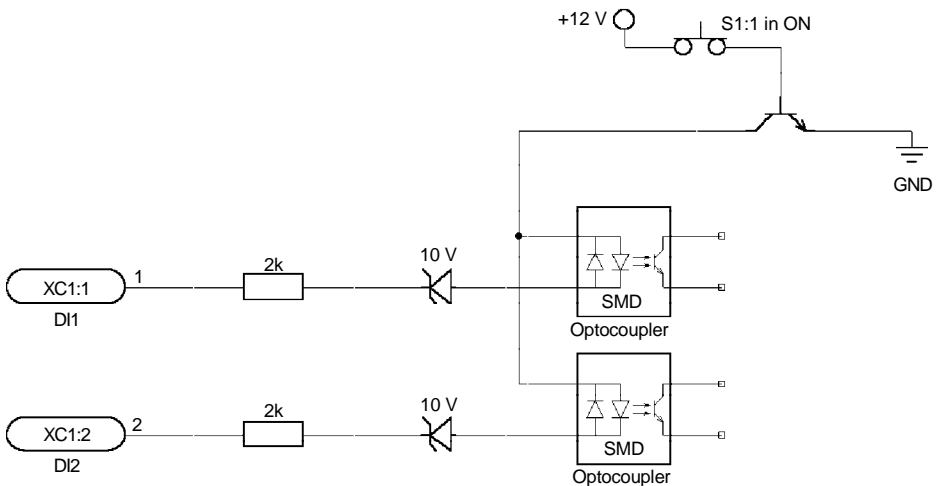 +12 V
S1:1 in ON
GND
10 V
2k
XC1:1
1
DI1
SMD
Optocoupler
10 V
2k
XC1:2
2
DI2
SMD
Optocoupler